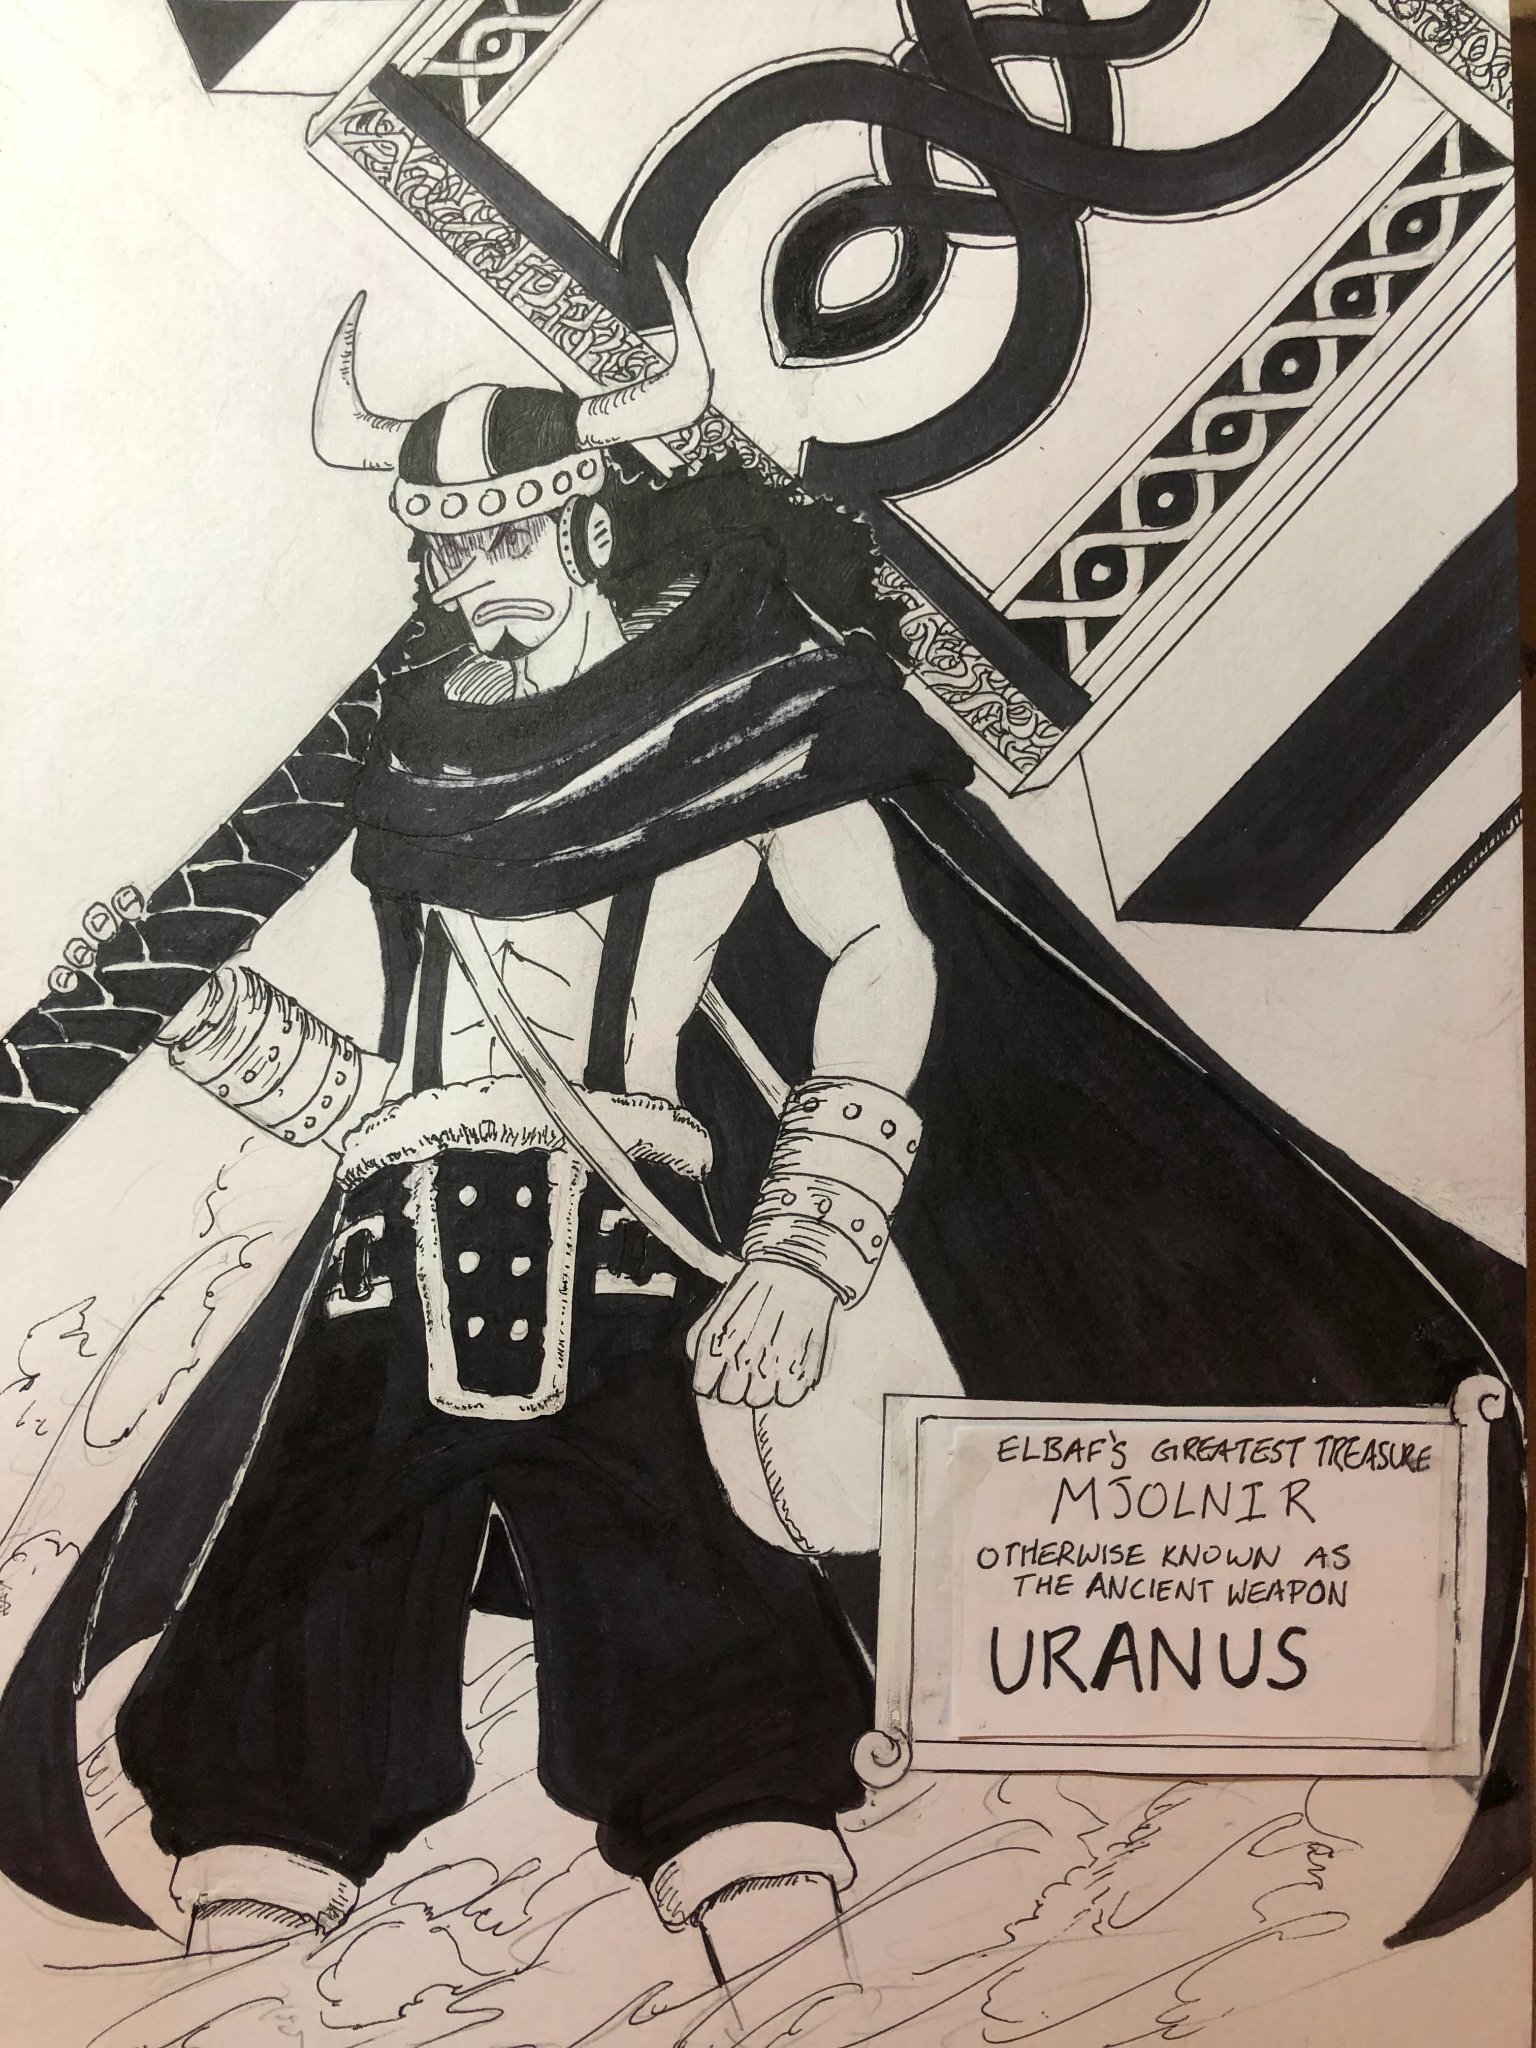 ELBAF'S GREATEST TREASURE
MJOLNIR
OTHERWISE KNOWN AS
THE ANCIENT WEAPON
URANUS